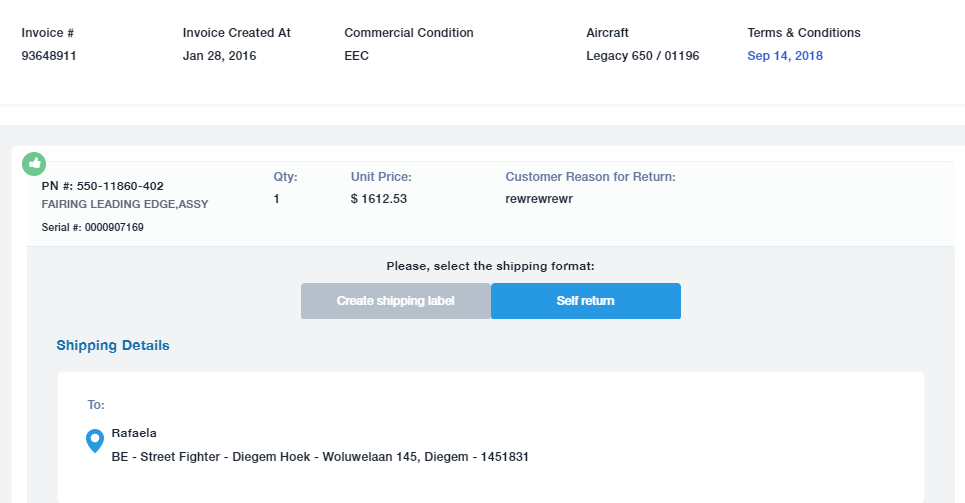 Invoice # Invoice Created At Commercial Condition Aircraft Terms & Conditions
93648911 Jan 28, 2016 EEC Legacy 650 / 01196 Sep 14, 2018
Qty: Unit Price: Customer Reason for Return:
PN #: 550-11860-402 1 $ 1612.53 rewrewrewr
FAIRING LEADING EDGE,ASSY
Serial #: 0000907169
Please, select the shipping format:
Create shipping label Self return
Shipping Details
To:
Rafaela
BE - Street Fighter - Diegem Hoek - Woluwelaan 145, Diegem - 1451831